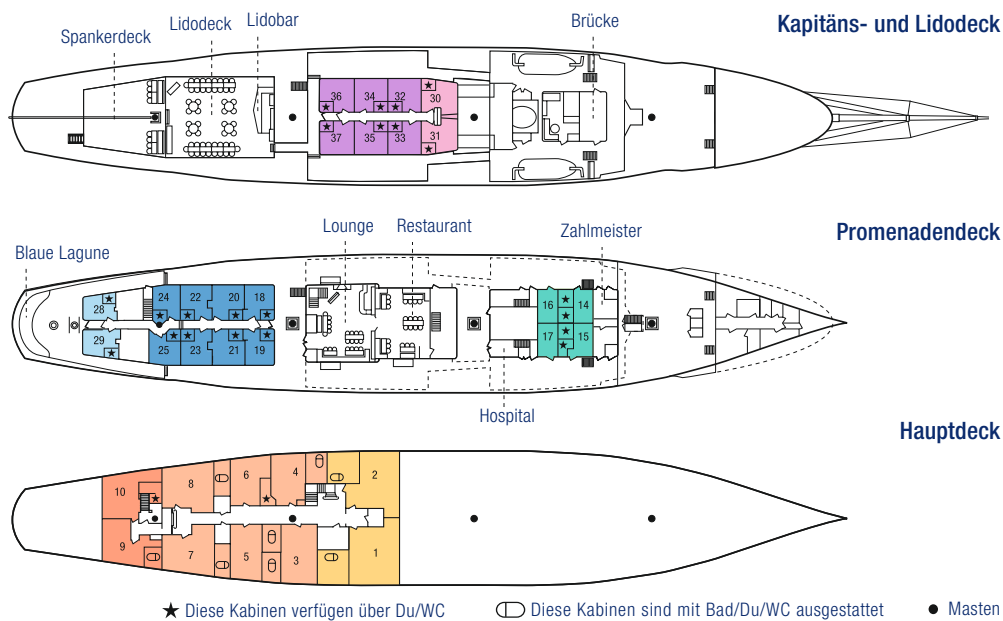 Kapitäns- und Lidodeck
Spankerdeck
Lidodeck
Lidobar
Brücke
36 34 32 30
37 35 33 31
Promenadendeck
Blaue Lagune
Lounge
Restaurant
Zahlmeister
28 24 22 20 18 16 14
29 25 23 21 19 17 15
Hospital
Hauptdeck
10 8 6 4 2
9 7 5 3 1
★ Diese Kabinen verfügen über Du/WC
Diese Kabinen sind mit Bad/Du/WC ausgestattet
● Masten